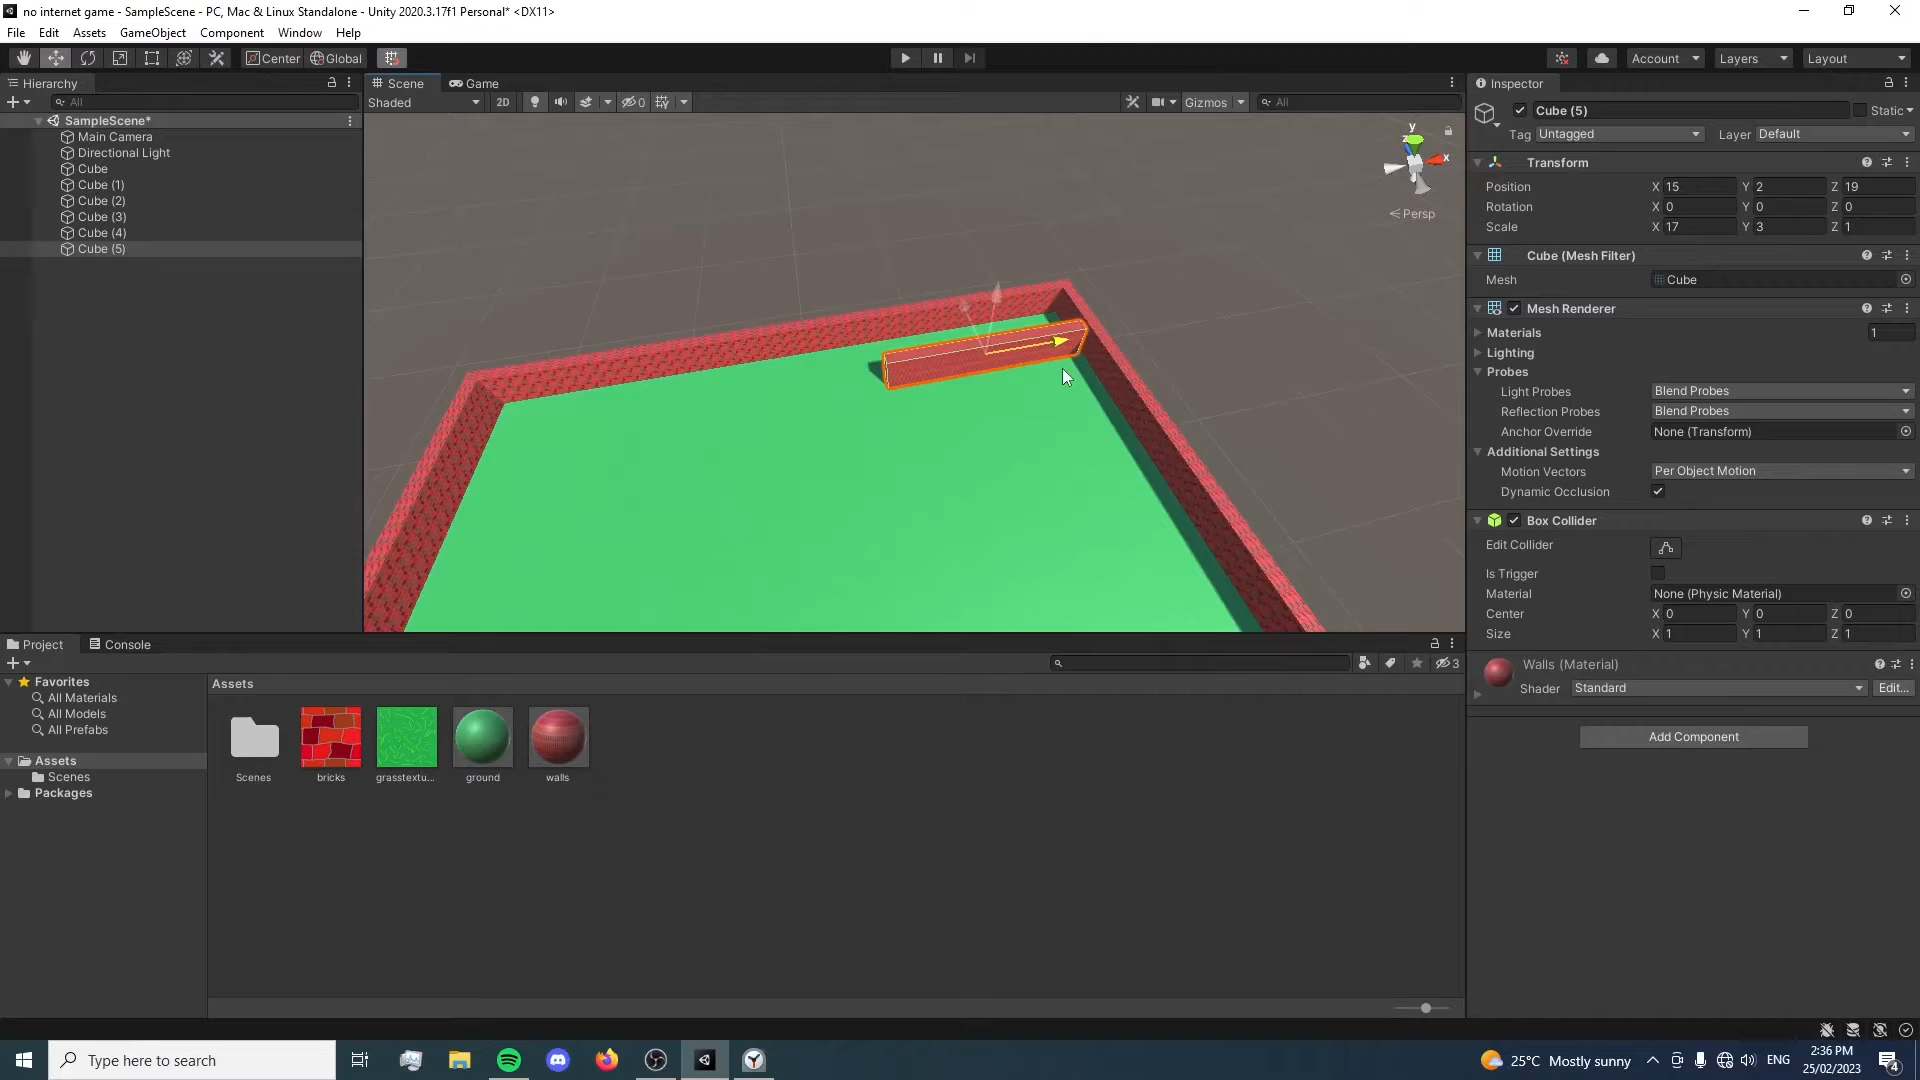 no internet game - SampleScene - PC, Mac & Linux Standalone - Unity 2020.3.17f1 Personal* <DX11>
File Edit Assets GameObject Component Window Help
Center Global Account Layers Layout
Hierarchy
All
SampleScene*
Main Camera
Directional Light
Cube
Cube (1)
Cube (2)
Cube (3)
Cube (4)
Cube (5)
Scene Game
Shaded 2D 0 Gizmos All
y
z
x
Persp
Inspector
Cube (5) Static
Tag Untagged Layer Default
Transform
Position X 15 Y 2 Z 19
Rotation X 0 Y 0 Z 0
Scale X 17 Y 3 Z 1
Cube (Mesh Filter)
Mesh Cube
Mesh Renderer
Materials 1
Lighting
Probes
Light Probes Blend Probes
Reflection Probes Blend Probes
Anchor Override None (Transform)
Additional Settings
Motion Vectors Per Object Motion
Dynamic Occlusion
Box Collider
Edit Collider
Is Trigger
Material None (Physic Material)
Center X 0 Y 0 Z 0
Size X 1 Y 1 Z 1
Walls (Material)
Shader Standard Edit...
Add Component
Project Console
3
Favorites
All Materials
All Models
All Prefabs
Assets
Scenes
Packages
Assets
Scenes bricks grasstextu... ground walls
Type here to search
25°C Mostly sunny ENG 2:36 PM
25/02/2023
4